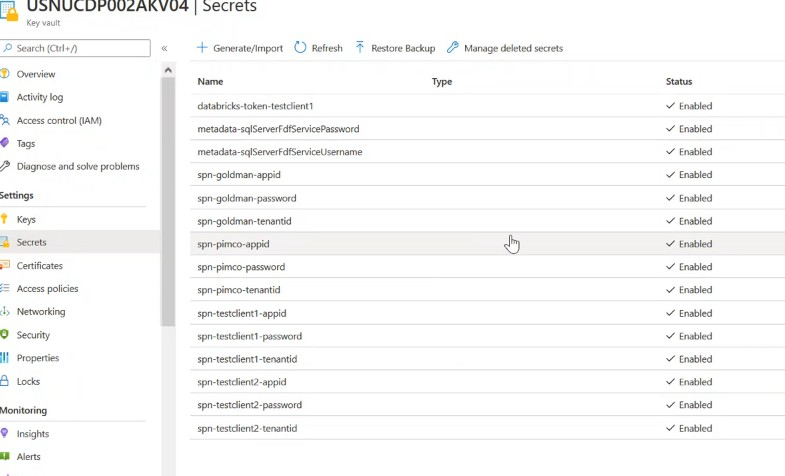 USNUCDP002AKV04 | Secrets
Key vault
Search (Ctrl+/)
«
Generate/Import
Refresh
Restore Backup
Manage deleted secrets
Overview
Activity log
Access control (IAM)
Tags
Diagnose and solve problems
Settings
Keys
Secrets
Certificates
Access policies
Networking
Security
Properties
Locks
Monitoring
Insights
Alerts
Name Type Status
databricks-token-testclient1 Enabled
metadata-sqlServerFdfServicePassword Enabled
metadata-sqlServerFdfServiceUsername Enabled
spn-goldman-appid Enabled
spn-goldman-password Enabled
spn-goldman-tenantid Enabled
spn-pimco-appid Enabled
spn-pimco-password Enabled
spn-pimco-tenantid Enabled
spn-testclient1-appid Enabled
spn-testclient1-password Enabled
spn-testclient1-tenantid Enabled
spn-testclient2-appid Enabled
spn-testclient2-password Enabled
spn-testclient2-tenantid Enabled